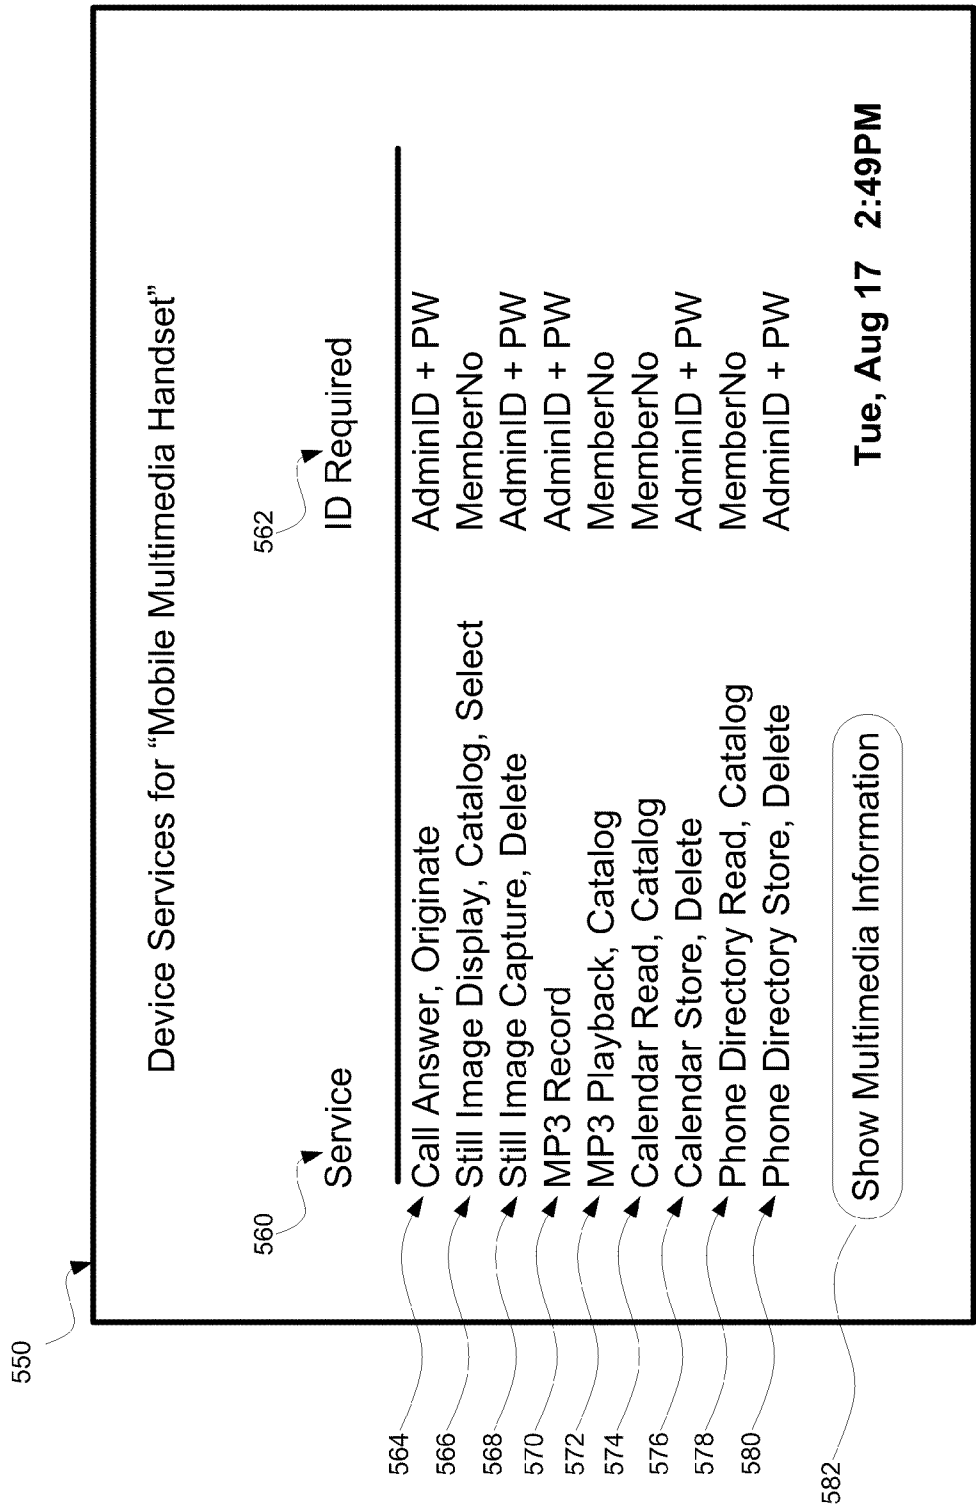 550
Device Services for “Mobile Multimedia Handset”
560
562
Service ID Required
564 Call Answer, Originate AdminID + PW
566 Still Image Display, Catalog, Select MemberNo
568 Still Image Capture, Delete AdminID + PW
570 MP3 Record AdminID + PW
572 MP3 Playback, Catalog MemberNo
574 Calendar Read, Catalog MemberNo
576 Calendar Store, Delete AdminID + PW
578 Phone Directory Read, Catalog MemberNo
580 Phone Directory Store, Delete AdminID + PW
582 Show Multimedia Information Tue, Aug 17 2:49PM